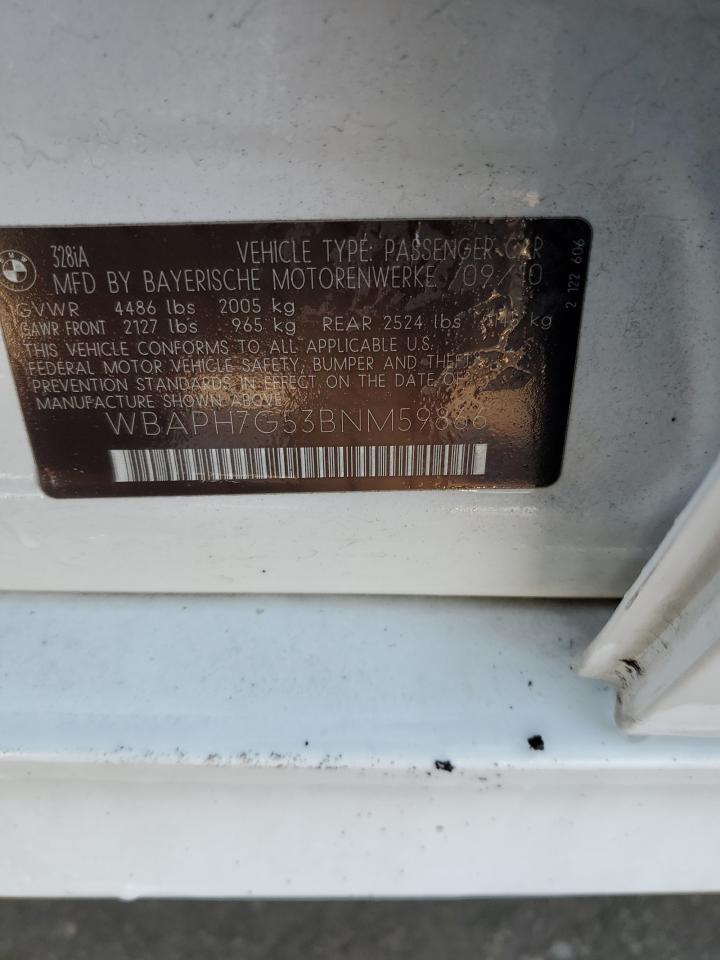 328iA VEHICLE TYPE: PASSENGER CAR
MFD BY BAYERISCHE MOTORENWERKE 09/10
GVWR 4486 lbs 2005 kg
GAWR FRONT 2127 lbs 965 kg REAR 2524 lbs kg
THIS VEHICLE CONFORMS TO ALL APPLICABLE U.S.
FEDERAL MOTOR VEHICLE SAFETY, BUMPER AND THEFT
PREVENTION STANDARDS IN EFFECT ON THE DATE OF
MANUFACTURE SHOWN ABOVE.
WBAPH7G53BNM59866
2 122 606